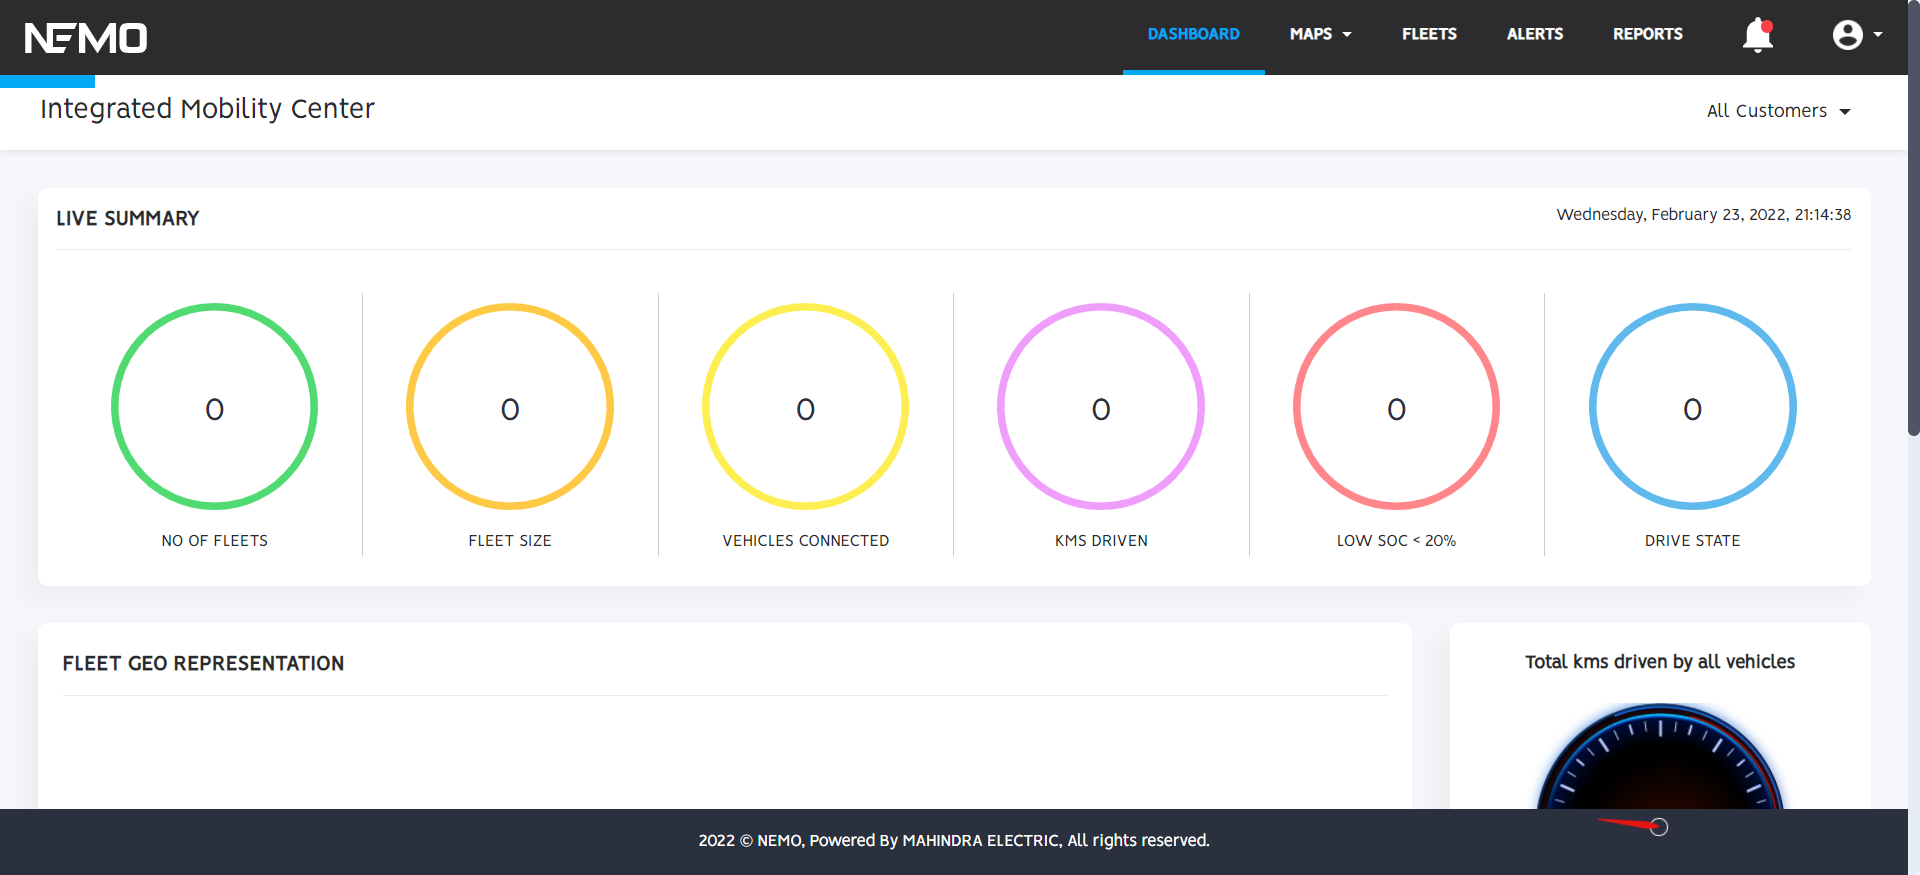 NEMO
DASHBOARD MAPS FLEETS ALERTS REPORTS
Integrated Mobility Center
All Customers
LIVE SUMMARY
Wednesday, February 23, 2022, 21:14:38
0 0 0 0 0 0
NO OF FLEETS FLEET SIZE VEHICLES CONNECTED KMS DRIVEN LOW SOC < 20% DRIVE STATE
FLEET GEO REPRESENTATION
Total kms driven by all vehicles
2022 © NEMO, Powered By MAHINDRA ELECTRIC, All rights reserved.